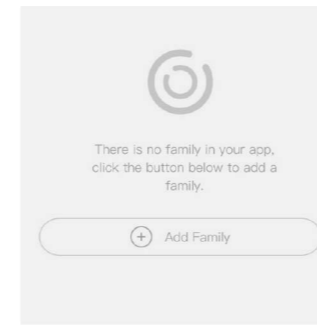 There is no family in your app,
click the button below to add a
family.
Add Family